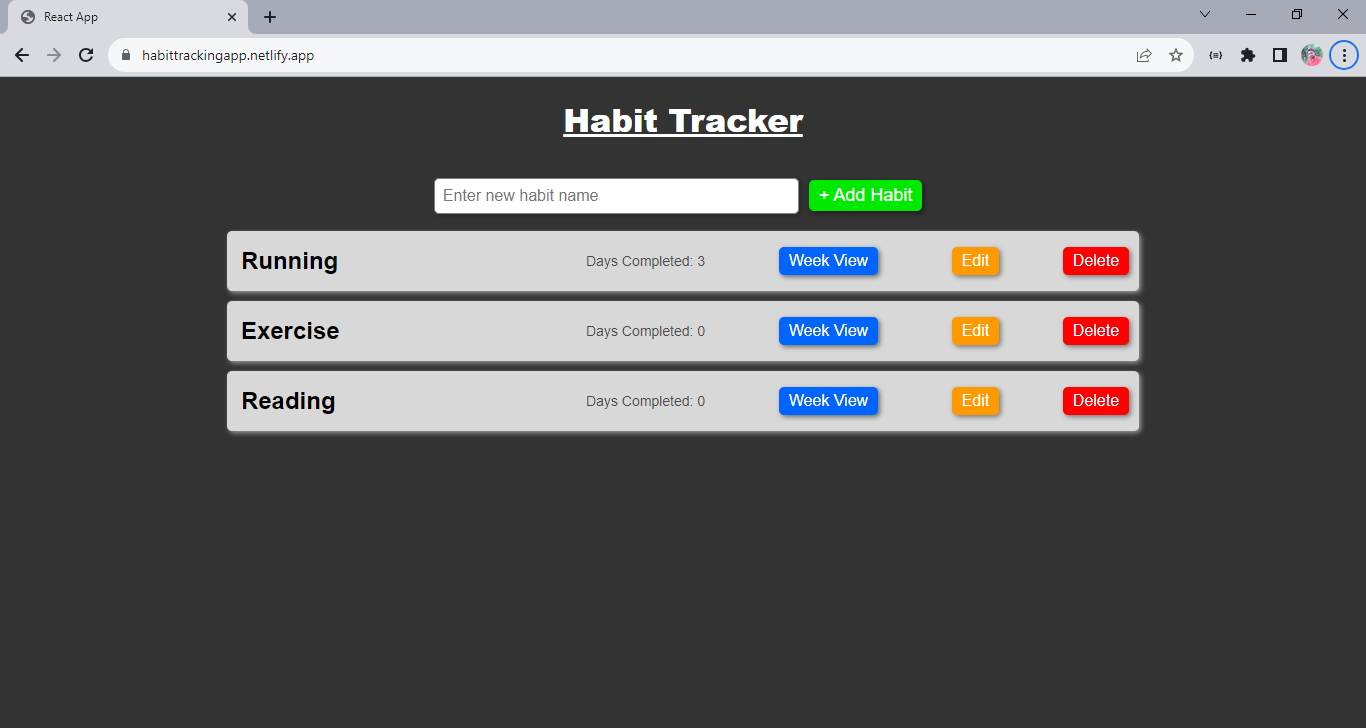 React App
habittrackingapp.netlify.app
Habit Tracker
Enter new habit name + Add Habit
Running Days Completed: 3 Week View Edit Delete
Exercise Days Completed: 0 Week View Edit Delete
Reading Days Completed: 0 Week View Edit Delete